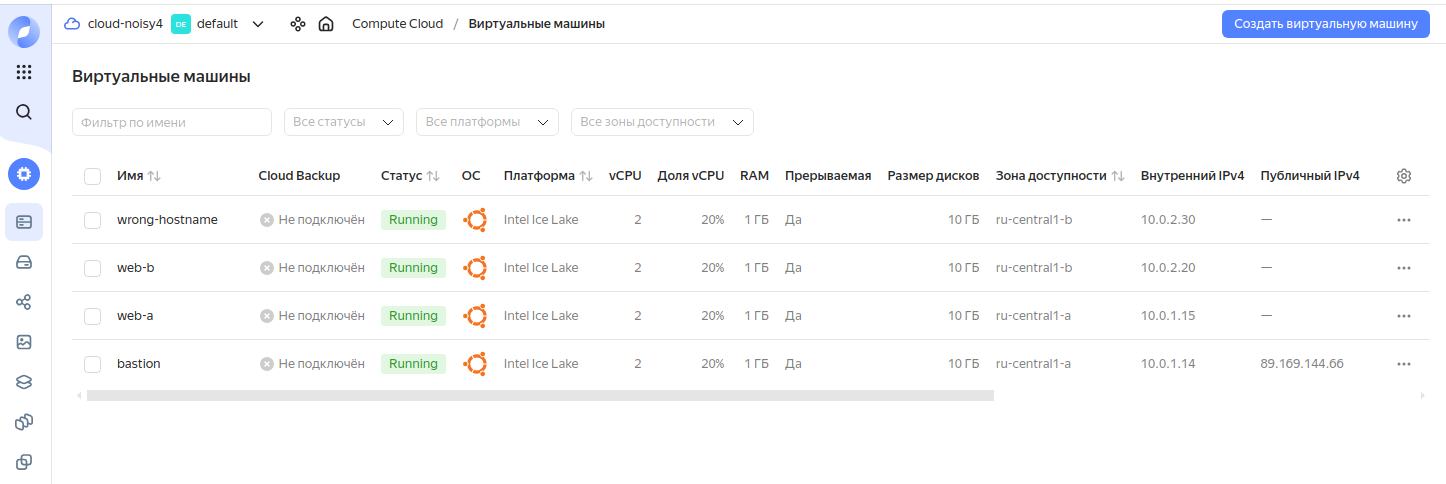 cloud-noisy4 DE default Compute Cloud / Виртуальные машины Создать виртуальную машину
Виртуальные машины
Фильтр по имени Все статусы Все платформы Все зоны доступности
Имя Cloud Backup Статус ОС Платформа vCPU Доля vCPU RAM Прерываемая Размер дисков Зона доступности Внутренний IPv4 Публичный IPv4
wrong-hostname Не подключён Running Intel Ice Lake 2 20% 1 ГБ Да 10 ГБ ru-central1-b 10.0.2.30 —
web-b Не подключён Running Intel Ice Lake 2 20% 1 ГБ Да 10 ГБ ru-central1-b 10.0.2.20 —
web-a Не подключён Running Intel Ice Lake 2 20% 1 ГБ Да 10 ГБ ru-central1-a 10.0.1.15 —
bastion Не подключён Running Intel Ice Lake 2 20% 1 ГБ Да 10 ГБ ru-central1-a 10.0.1.14 89.169.144.66